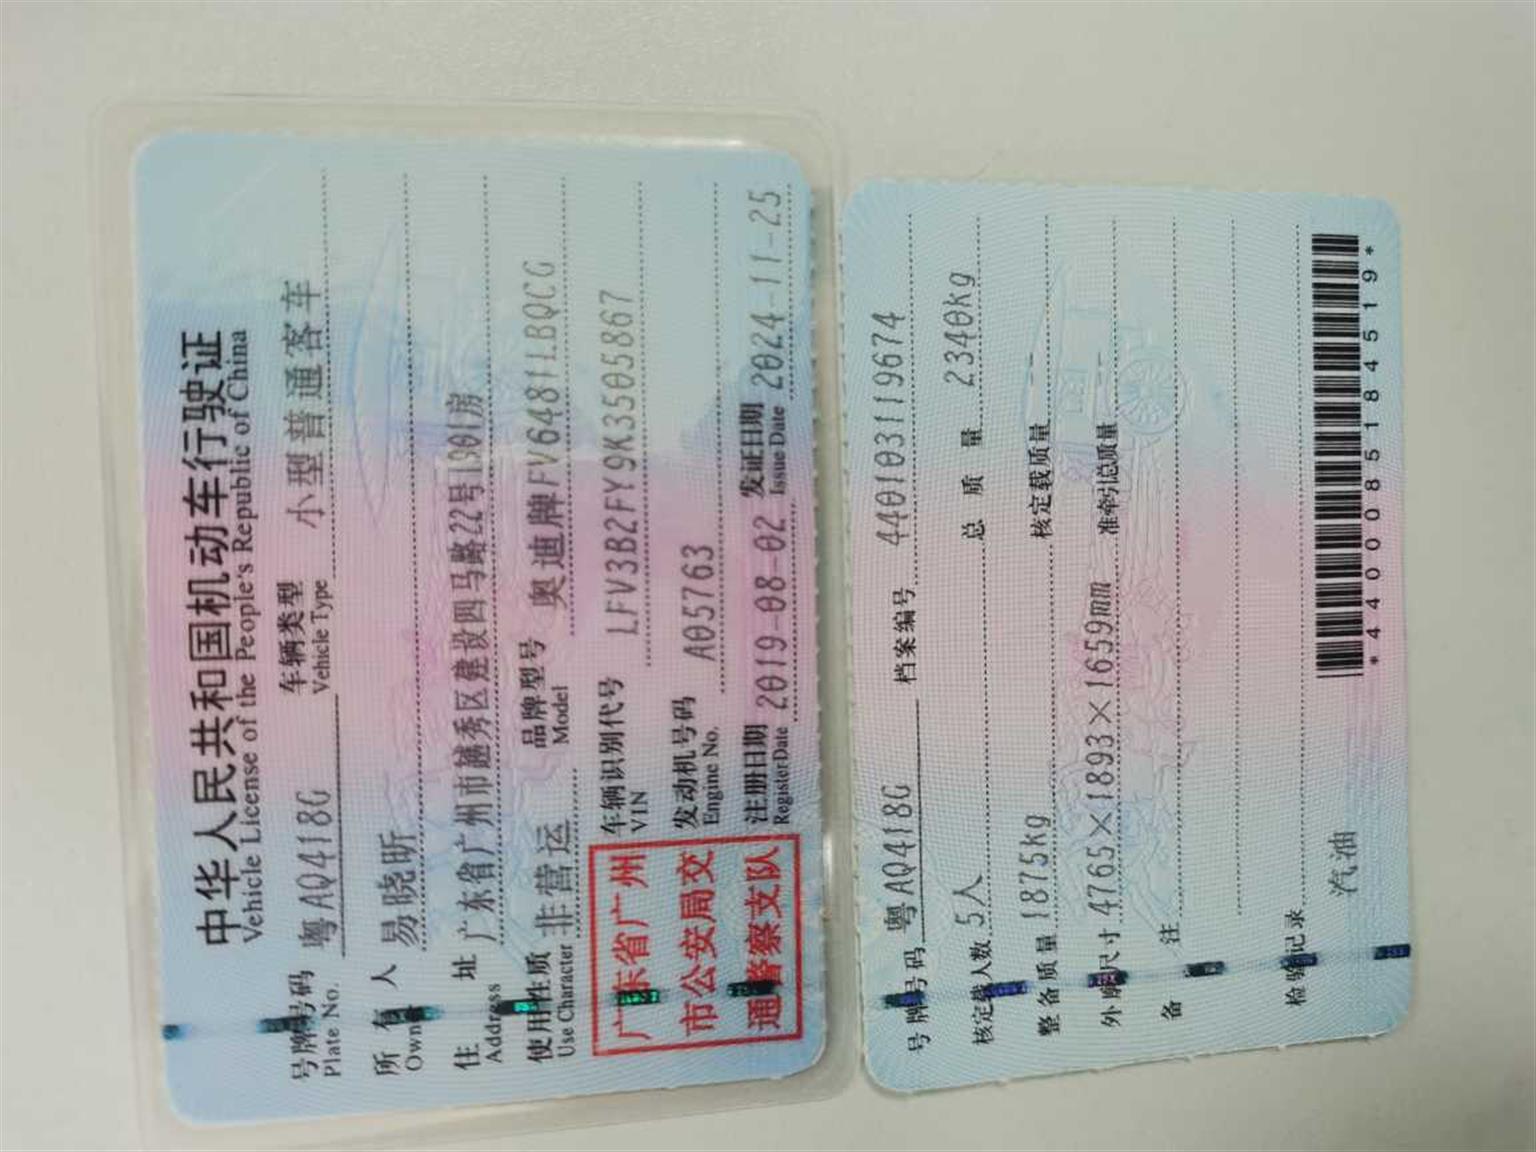 中华人民共和国机动车行驶证
Vehicle License of the People's Republic of China
号牌号码 粤AQ418G 车辆类型 小型普通客车
Plate No. Vehicle Type
所有人 易晓昕
Owner
住址 广东省广州市越秀区建设四马路22号1901房
Address
使用性质 非营运 品牌型号 奥迪牌FV6481LBQCG
Use Character Model
广东省广州市公安局交通警察支队
车辆识别代号 LFV3B2FY9K3505867
VIN
发动机号码 A05763
Engine No.
注册日期 2019-08-02 发证日期 2024-11-25
Register Date Issue Date
号牌号码 粤AQ418G 档案编号 440103119674
核定载人数 5人 总质量 2340kg
整备质量 1875kg 核定载质量 --
外廓尺寸 4765×1893×1659mm 准牵引总质量 --
备注
检验记录
汽油
*4400085184519*